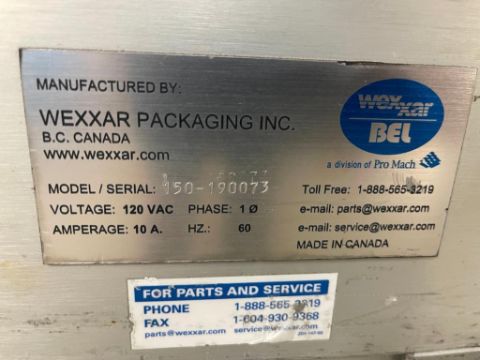 MANUFACTURED BY:
WEXXAR PACKAGING INC.
B.C. CANADA
www.wexxar.com
MODEL / SERIAL: 150-190073
VOLTAGE: 120 VAC PHASE: 1 Ø
AMPERAGE: 10 A. HZ.: 60
wexxar
BEL
a division of Pro Mach
Toll Free: 1-888-565-3219
e-mail: parts@wexxar.com
e-mail: service@wexxar.com
MADE IN CANADA
FOR PARTS AND SERVICE
PHONE 1-888-565-3219
FAX 1-604-930-9368
parts@wexxar.com service@wexxar.com